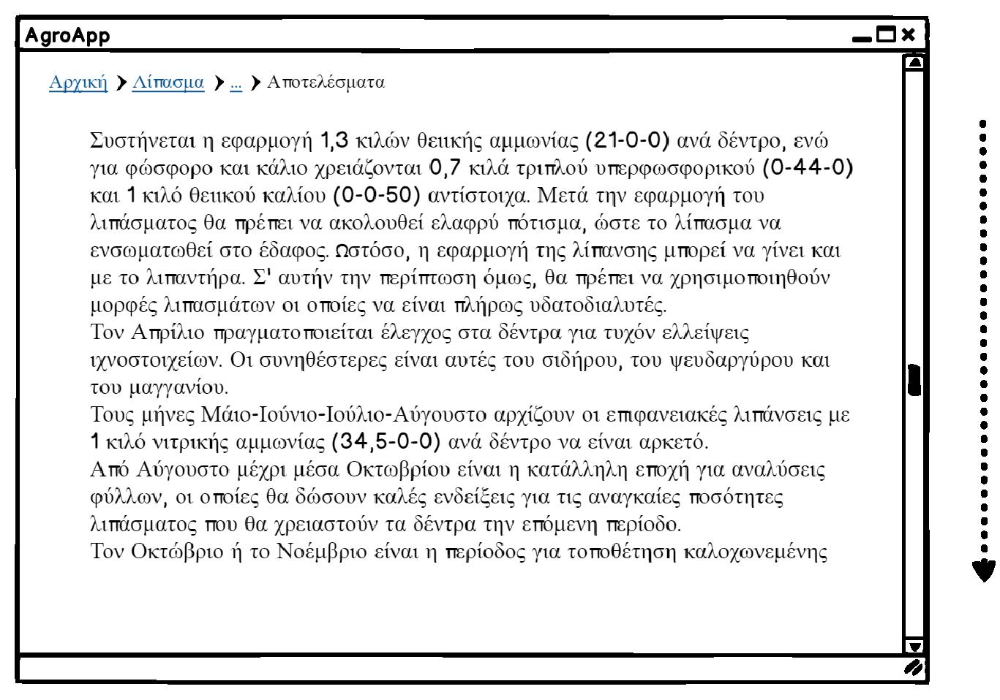 AgroApp
Αρχική Λίπασμα ... Αποτελέσματα
Συστήνεται η εφαρμογή 1,3 κιλών θειικής αμμωνίας (21-0-0) ανά δέντρο, ενώ
για φώσφορο και κάλιο χρειάζονται 0,7 κιλά τριπλού υπερφωσφορικού (0-44-0)
και 1 κιλό θειικού καλίου (0-0-50) αντίστοιχα. Μετά την εφαρμογή του
λιπάσματος θα πρέπει να ακολουθεί ελαφρύ πότισμα, ώστε το λίπασμα να
ενσωματωθεί στο έδαφος. Ωστόσο, η εφαρμογή της λίπανσης μπορεί να γίνει και
με το λιπαντήρα. Σ' αυτήν την περίπτωση όμως, θα πρέπει να χρησιμοποιηθούν
μορφές λιπασμάτων οι οποίες να είναι πλήρως υδατοδιαλυτές.
Τον Απρίλιο πραγματοποιείται έλεγχος στα δέντρα για τυχόν ελλείψεις
ιχνοστοιχείων. Οι συνηθέστερες είναι αυτές του σιδήρου, του ψευδαργύρου και
του μαγγανίου.
Τους μήνες Μάιο-Ιούνιο-Ιούλιο-Αύγουστο αρχίζουν οι επιφανειακές λιπάνσεις με
1 κιλό νιτρικής αμμωνίας (34,5-0-0) ανά δέντρο να είναι αρκετό.
Από Αύγουστο μέχρι μέσα Οκτωβρίου είναι η κατάλληλη εποχή για αναλύσεις
φύλλων, οι οποίες θα δώσουν καλές ενδείξεις για τις αναγκαίες ποσότητες
λιπάσματος που θα χρειαστούν τα δέντρα την επόμενη περίοδο.
Τον Οκτώβριο ή το Νοέμβριο είναι η περίοδος για τοποθέτηση καλοχωνεμένης